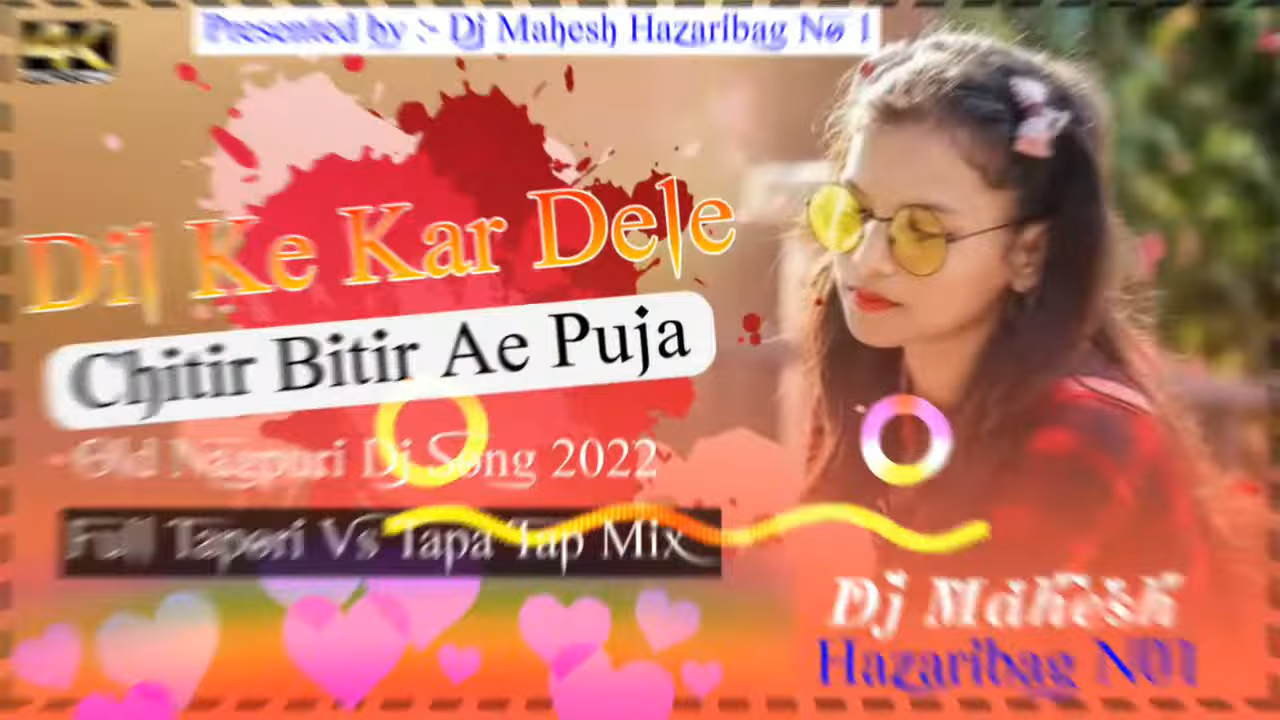 4K
Presented by :- Dj Mahesh Hazaribag No 1
Dil Ke Kar Dele
Chitir Bitir Ae Puja
Old Nagpuri Dj Song 2022
Full Tapori Vs Tapa Tap Mix
Dj Mahesh
Hazaribag N01